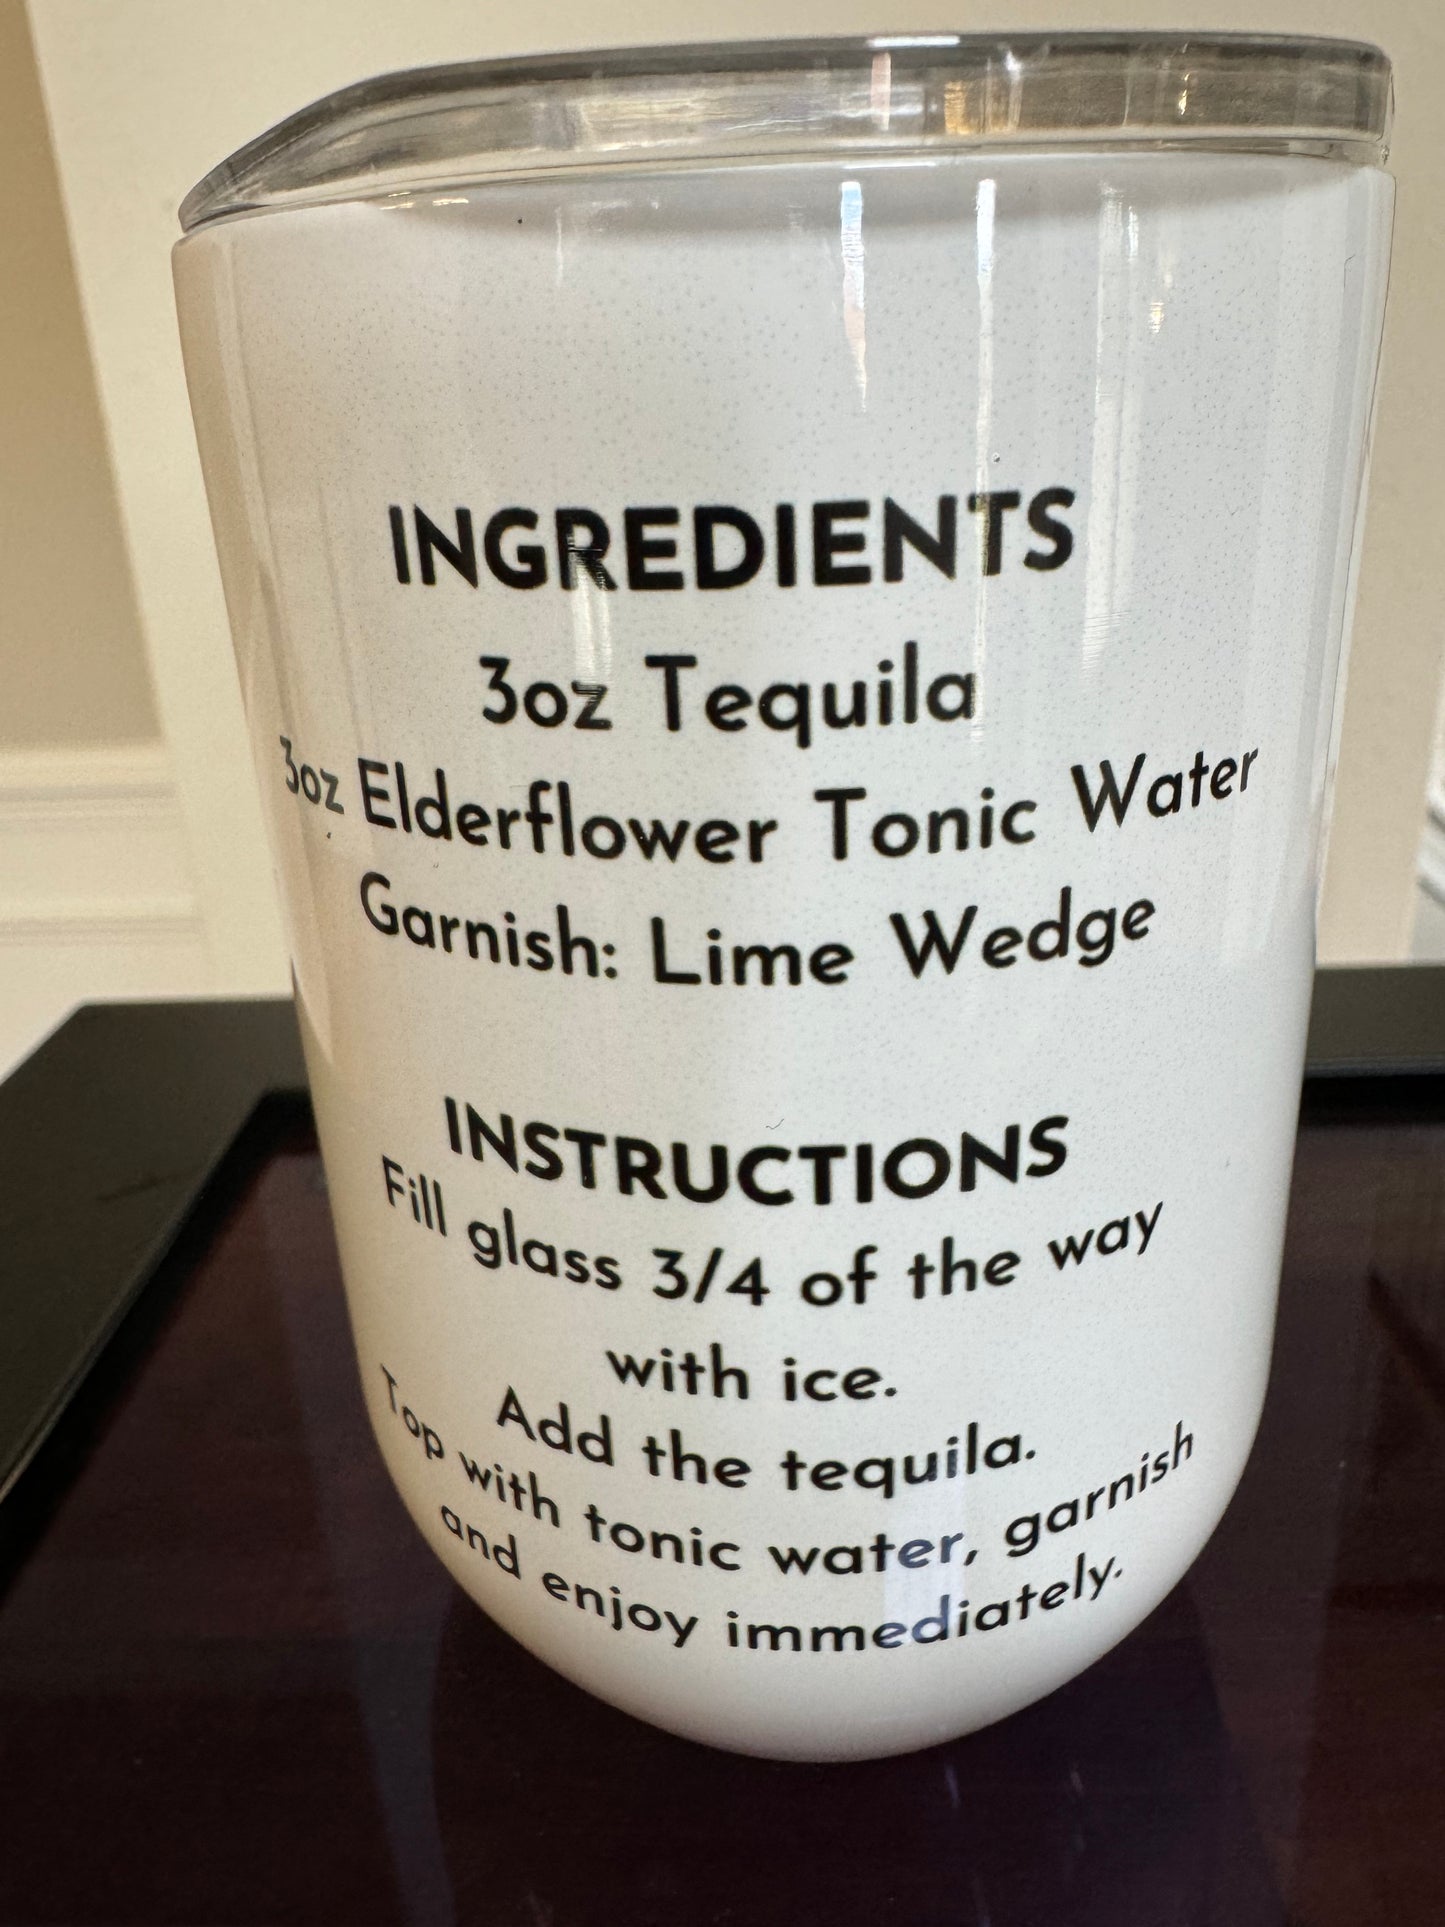 INGREDIENTS
3oz Tequila
3oz Elderflower Tonic Water
Garnish: Lime Wedge
INSTRUCTIONS
Fill glass 3/4 of the way
with ice.
Add the tequila.
Top with tonic water, garnish
and enjoy immediately.